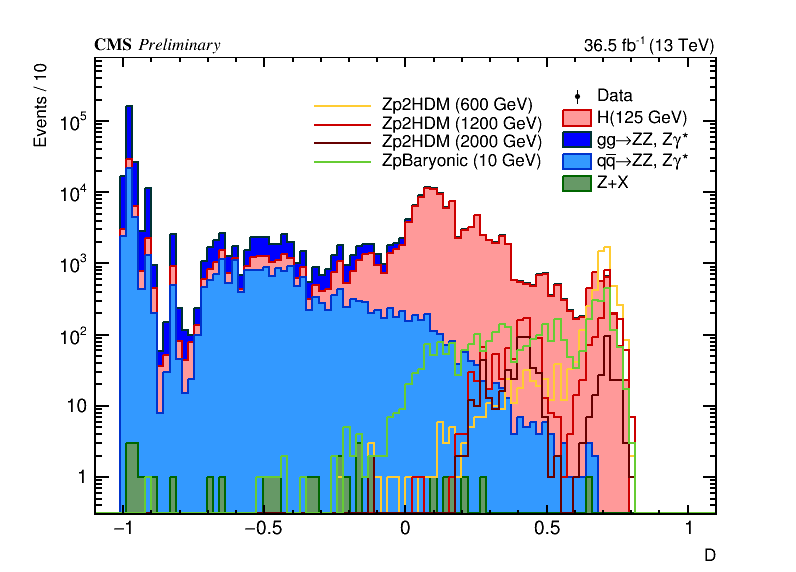 CMS Preliminary 36.5 fb⁻¹ (13 TeV)
Events / 10
Zp2HDM (600 GeV)
Zp2HDM (1200 GeV)
Zp2HDM (2000 GeV)
ZpBaryonic (10 GeV)
Data
H(125 GeV)
gg→ZZ, Zγ*
qq̅→ZZ, Zγ*
Z+X
10⁵
10⁴
10³
10²
10
1
−1 −0.5 0 0.5 1
D